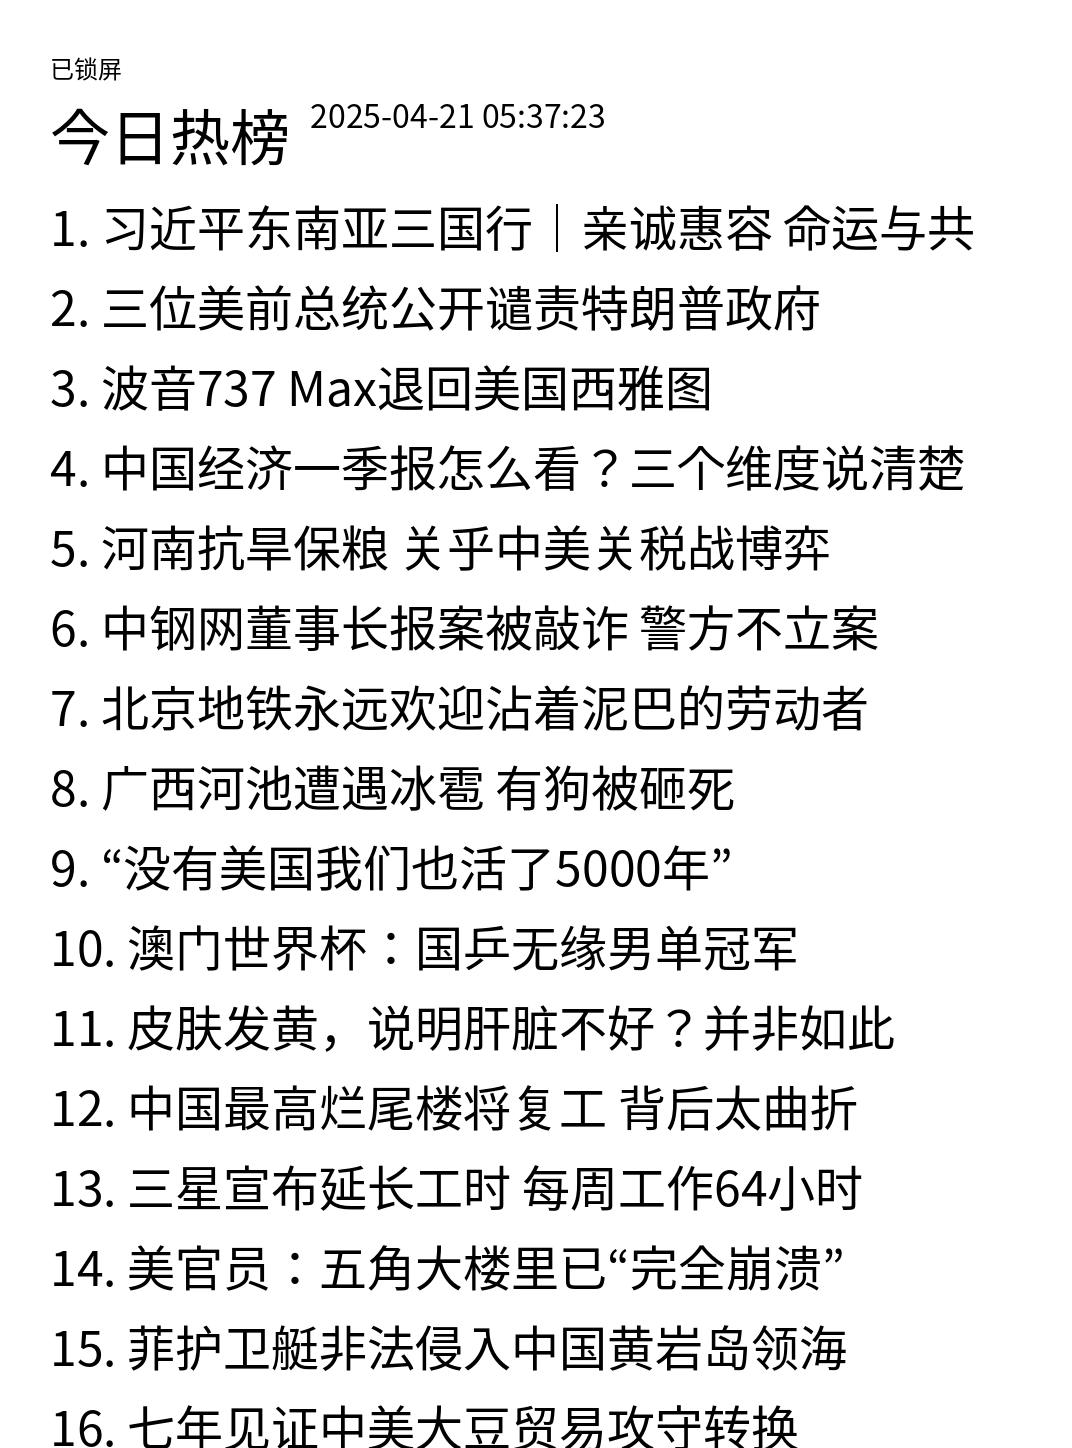 已锁屏
今日热榜 2025-04-21 05:37:23
1. 习近平东南亚三国行｜亲诚惠容 命运与共
2. 三位美前总统公开谴责特朗普政府
3. 波音737 Max退回美国西雅图
4. 中国经济一季报怎么看？三个维度说清楚
5. 河南抗旱保粮 关乎中美关税战博弈
6. 中钢网董事长报案被敲诈 警方不立案
7. 北京地铁永远欢迎沾着泥巴的劳动者
8. 广西河池遭遇冰雹 有狗被砸死
9. “没有美国我们也活了5000年”
10. 澳门世界杯：国乒无缘男单冠军
11. 皮肤发黄，说明肝脏不好？并非如此
12. 中国最高烂尾楼将复工 背后太曲折
13. 三星宣布延长工时 每周工作64小时
14. 美官员：五角大楼里已“完全崩溃”
15. 菲护卫艇非法侵入中国黄岩岛领海
16. 七年见证中美大豆贸易攻守转换